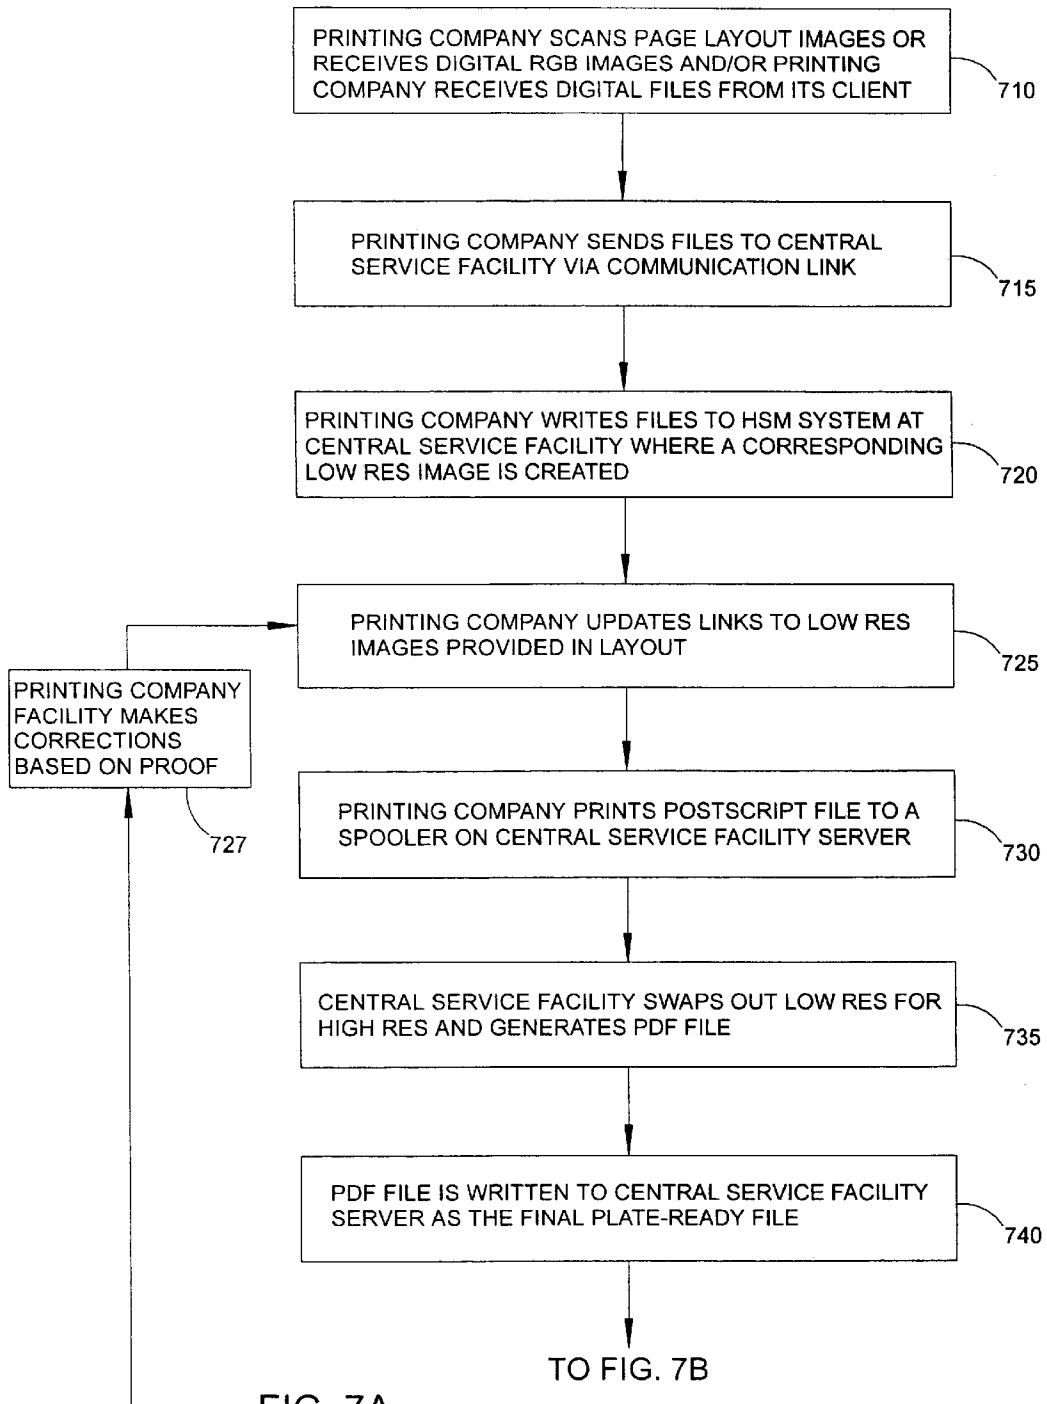 PRINTING COMPANY SCANS PAGE LAYOUT IMAGES OR
RECEIVES DIGITAL RGB IMAGES AND/OR PRINTING
COMPANY RECEIVES DIGITAL FILES FROM ITS CLIENT
710
PRINTING COMPANY SENDS FILES TO CENTRAL
SERVICE FACILITY VIA COMMUNICATION LINK
715
PRINTING COMPANY WRITES FILES TO HSM SYSTEM AT
CENTRAL SERVICE FACILITY WHERE A CORRESPONDING
LOW RES IMAGE IS CREATED
720
PRINTING COMPANY UPDATES LINKS TO LOW RES
IMAGES PROVIDED IN LAYOUT
725
PRINTING COMPANY
FACILITY MAKES
CORRECTIONS
BASED ON PROOF
727
PRINTING COMPANY PRINTS POSTSCRIPT FILE TO A
SPOOLER ON CENTRAL SERVICE FACILITY SERVER
730
CENTRAL SERVICE FACILITY SWAPS OUT LOW RES FOR
HIGH RES AND GENERATES PDF FILE
735
PDF FILE IS WRITTEN TO CENTRAL SERVICE FACILITY
SERVER AS THE FINAL PLATE-READY FILE
740
TO FIG. 7B
FIG. 7A